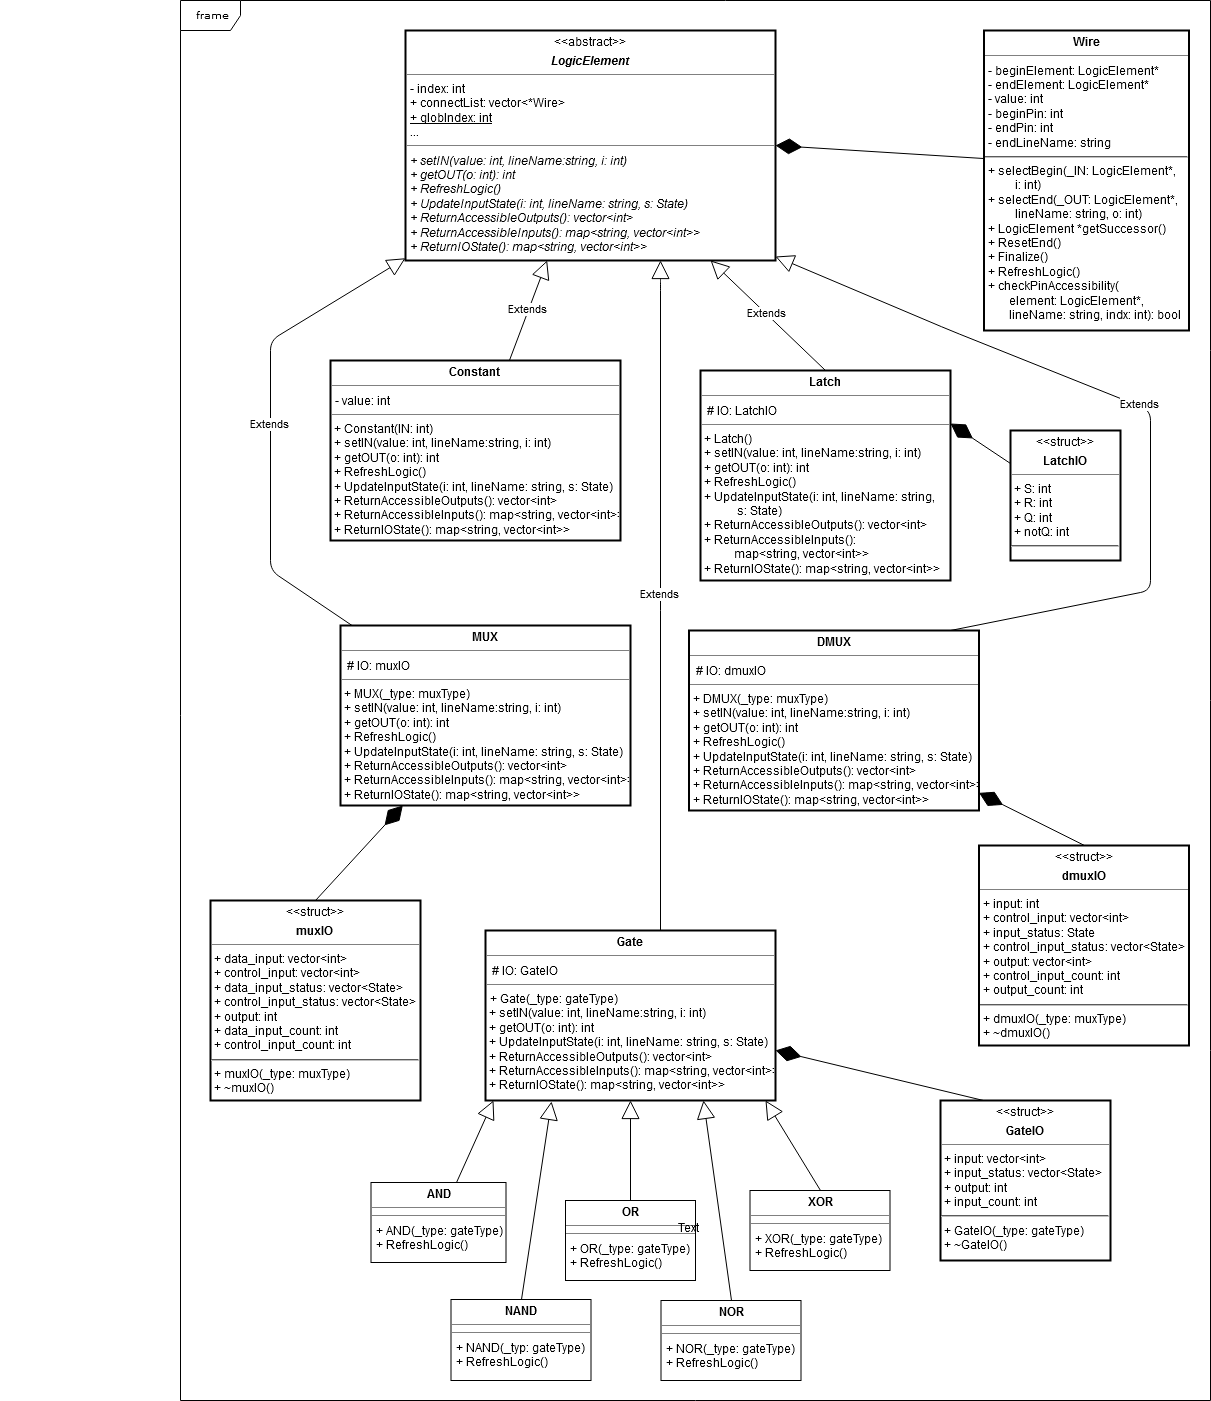 frame
<<abstract>>
LogicElement
- index: int
+ connectList: vector<*Wire>
+ globIndex: int
...
+ setIN(value: int, lineName:string, i: int)
+ getOUT(o: int): int
+ RefreshLogic()
+ UpdateInputState(i: int, lineName: string, s: State)
+ ReturnAccessibleOutputs(): vector<int>
+ ReturnAccessibleInputs(): map<string, vector<int>>
+ ReturnIOState(): map<string, vector<int>>
Wire
- beginElement: LogicElement*
- endElement: LogicElement*
- value: int
- beginPin: int
- endPin: int
- endLineName: string
+ selectBegin(_IN: LogicElement*,
i: int)
+ selectEnd(_OUT: LogicElement*,
lineName: string, o: int)
+ LogicElement *getSuccessor()
+ ResetEnd()
+ Finalize()
+ RefreshLogic()
+ checkPinAccessibility(
element: LogicElement*,
lineName: string, indx: int): bool
Extends
Extends
Extends
Extends
Extends
Constant
- value: int
+ Constant(IN: int)
+ setIN(value: int, lineName:string, i: int)
+ getOUT(o: int): int
+ RefreshLogic()
+ UpdateInputState(i: int, lineName: string, s: State)
+ ReturnAccessibleOutputs(): vector<int>
+ ReturnAccessibleInputs(): map<string, vector<int>>
+ ReturnIOState(): map<string, vector<int>>
Latch
# IO: LatchIO
+ Latch()
+ setIN(value: int, lineName:string, i: int)
+ getOUT(o: int): int
+ RefreshLogic()
+ UpdateInputState(i: int, lineName: string,
s: State)
+ ReturnAccessibleOutputs(): vector<int>
+ ReturnAccessibleInputs():
map<string, vector<int>>
+ ReturnIOState(): map<string, vector<int>>
<<struct>>
LatchIO
+ S: int
+ R: int
+ Q: int
+ notQ: int
MUX
# IO: muxIO
+ MUX(_type: muxType)
+ setIN(value: int, lineName:string, i: int)
+ getOUT(o: int): int
+ RefreshLogic()
+ UpdateInputState(i: int, lineName: string, s: State)
+ ReturnAccessibleOutputs(): vector<int>
+ ReturnAccessibleInputs(): map<string, vector<int>>
+ ReturnIOState(): map<string, vector<int>>
DMUX
# IO: dmuxIO
+ DMUX(_type: muxType)
+ setIN(value: int, lineName:string, i: int)
+ getOUT(o: int): int
+ RefreshLogic()
+ UpdateInputState(i: int, lineName: string, s: State)
+ ReturnAccessibleOutputs(): vector<int>
+ ReturnAccessibleInputs(): map<string, vector<int>>
+ ReturnIOState(): map<string, vector<int>>
<<struct>>
muxIO
+ data_input: vector<int>
+ control_input: vector<int>
+ data_input_status: vector<State>
+ control_input_status: vector<State>
+ output: int
+ data_input_count: int
+ control_input_count: int
+ muxIO(_type: muxType)
+ ~muxIO()
<<struct>>
dmuxIO
+ input: int
+ control_input: vector<int>
+ input_status: State
+ control_input_status: vector<State>
+ output: vector<int>
+ control_input_count: int
+ output_count: int
+ dmuxIO(_type: muxType)
+ ~dmuxIO()
Gate
# IO: GateIO
+ Gate(_type: gateType)
+ setIN(value: int, lineName:string, i: int)
+ getOUT(o: int): int
+ UpdateInputState(i: int, lineName: string, s: State)
+ ReturnAccessibleOutputs(): vector<int>
+ ReturnAccessibleInputs(): map<string, vector<int>>
+ ReturnIOState(): map<string, vector<int>>
<<struct>>
GateIO
+ input: vector<int>
+ input_status: vector<State>
+ output: int
+ input_count: int
+ GateIO(_type: gateType)
+ ~GateIO()
AND
+ AND(_type: gateType)
+ RefreshLogic()
OR
Text
+ OR(_type: gateType)
+ RefreshLogic()
XOR
+ XOR(_type: gateType)
+ RefreshLogic()
NAND
+ NAND(_typ: gateType)
+ RefreshLogic()
NOR
+ NOR(_type: gateType)
+ RefreshLogic()